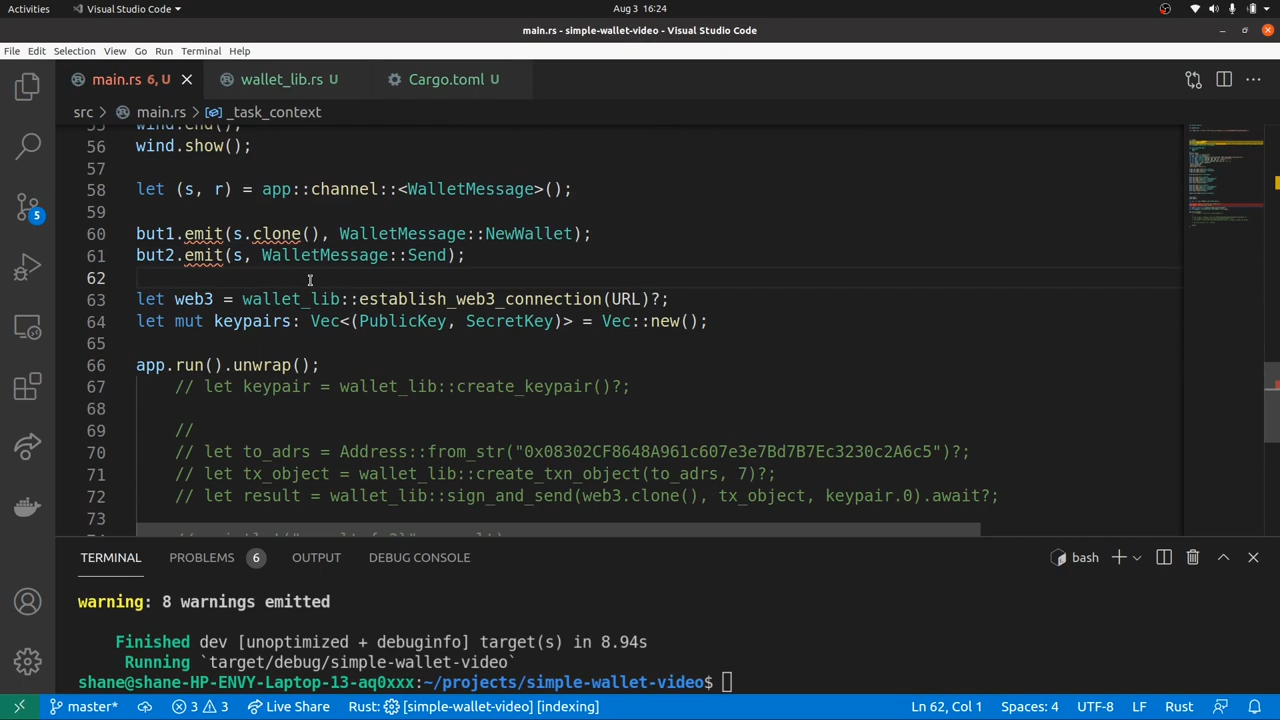 Activities
Visual Studio Code
Aug 3 16:24
main.rs - simple-wallet-video - Visual Studio Code
File Edit Selection View Go Run Terminal Help
main.rs 6, U
wallet_lib.rs U
Cargo.toml U
src > main.rs > _task_context
55 wind.end();
56 wind.show();
57
58 let (s, r) = app::channel::<WalletMessage>();
59
60 but1.emit(s.clone(), WalletMessage::NewWallet);
61 but2.emit(s, WalletMessage::Send);
62
63 let web3 = wallet_lib::establish_web3_connection(URL)?;
64 let mut keypairs: Vec<(PublicKey, SecretKey)> = Vec::new();
65
66 app.run().unwrap();
67 // let keypair = wallet_lib::create_keypair()?;
68
69 //
70 // let to_adrs = Address::from_str("0x08302CF8648A961c607e3e7Bd7B7Ec3230c2A6c5")?;
71 // let tx_object = wallet_lib::create_txn_object(to_adrs, 7)?;
72 // let result = wallet_lib::sign_and_send(web3.clone(), tx_object, keypair.0).await?;
73
5
TERMINAL PROBLEMS 6 OUTPUT DEBUG CONSOLE
bash
warning: 8 warnings emitted
Finished dev [unoptimized + debuginfo] target(s) in 8.94s
Running `target/debug/simple-wallet-video`
shane@shane-HP-ENVY-Laptop-13-aq0xxx:~/projects/simple-wallet-video$
master* 3 3 Live Share Rust: [simple-wallet-video] [indexing] Ln 62, Col 1 Spaces: 4 UTF-8 LF Rust